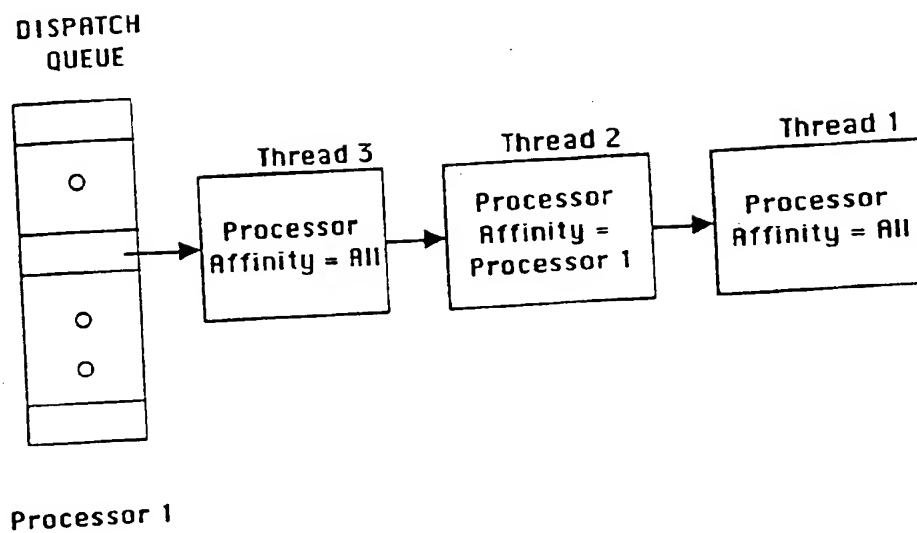 DISPATCH
QUEUE
Thread 3
Processor
Affinity = All
Thread 2
Processor
Affinity =
Processor 1
Thread 1
Processor
Affinity = All
Processor 1